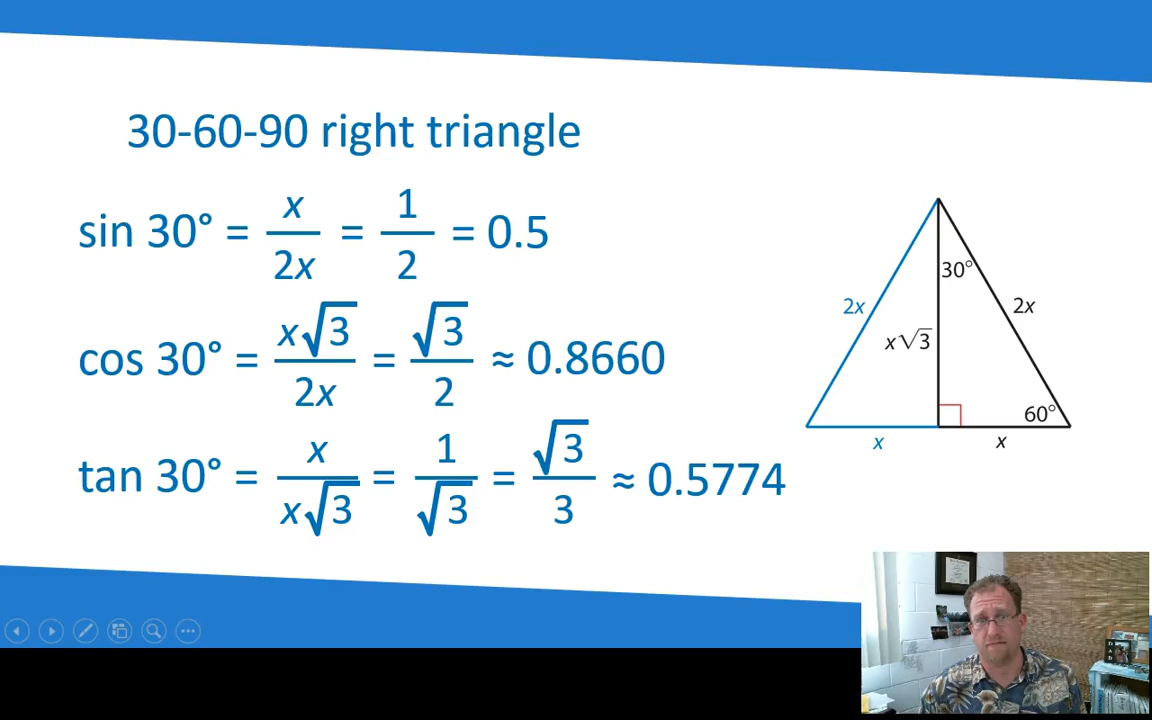 30-60-90 right triangle
sin 30° = x/2x = 1/2 = 0.5
cos 30° = x√3/2x = √3/2 ≈ 0.8660
tan 30° = x/x√3 = 1/√3 = √3/3 ≈ 0.5774
30°
2x
2x
x√3
60°
x
x